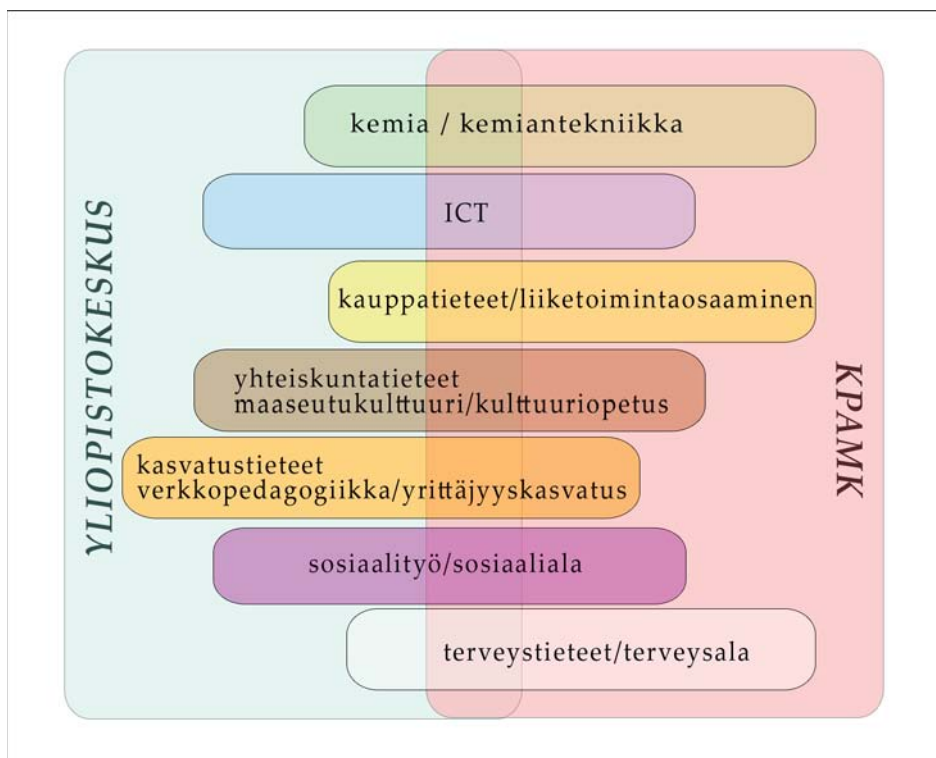 YLIOPISTOKESKUS
kemia / kemiantekniikka
ICT
kauppatieteet/liiketoimintaosaaminen
yhteiskuntatieteet
maaseutukulttuuri/kulttuuriopetus
kasvatustieteet
verkkopedagogiikka/yrittäjyyskasvatus
sosiaalityö/sosiaaliala
terveystieteet/terveysala
KPAMK